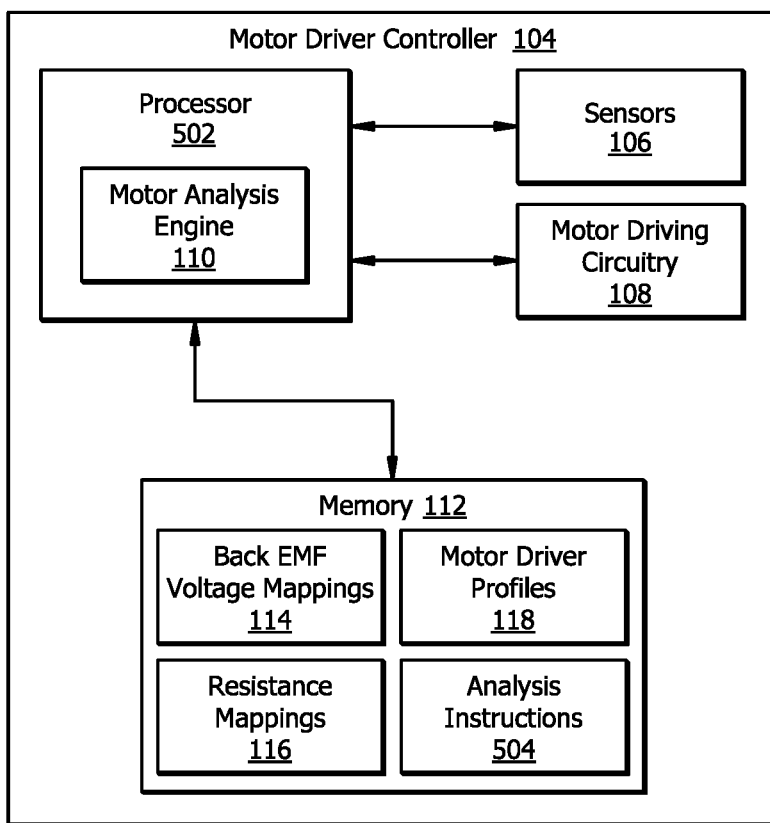 Motor Driver Controller 104
Processor
502
Motor Analysis
Engine
110
Sensors
106
Motor Driving
Circuitry
108
Memory 112
Back EMF
Voltage Mappings
114
Motor Driver
Profiles
118
Resistance
Mappings
116
Analysis
Instructions
504